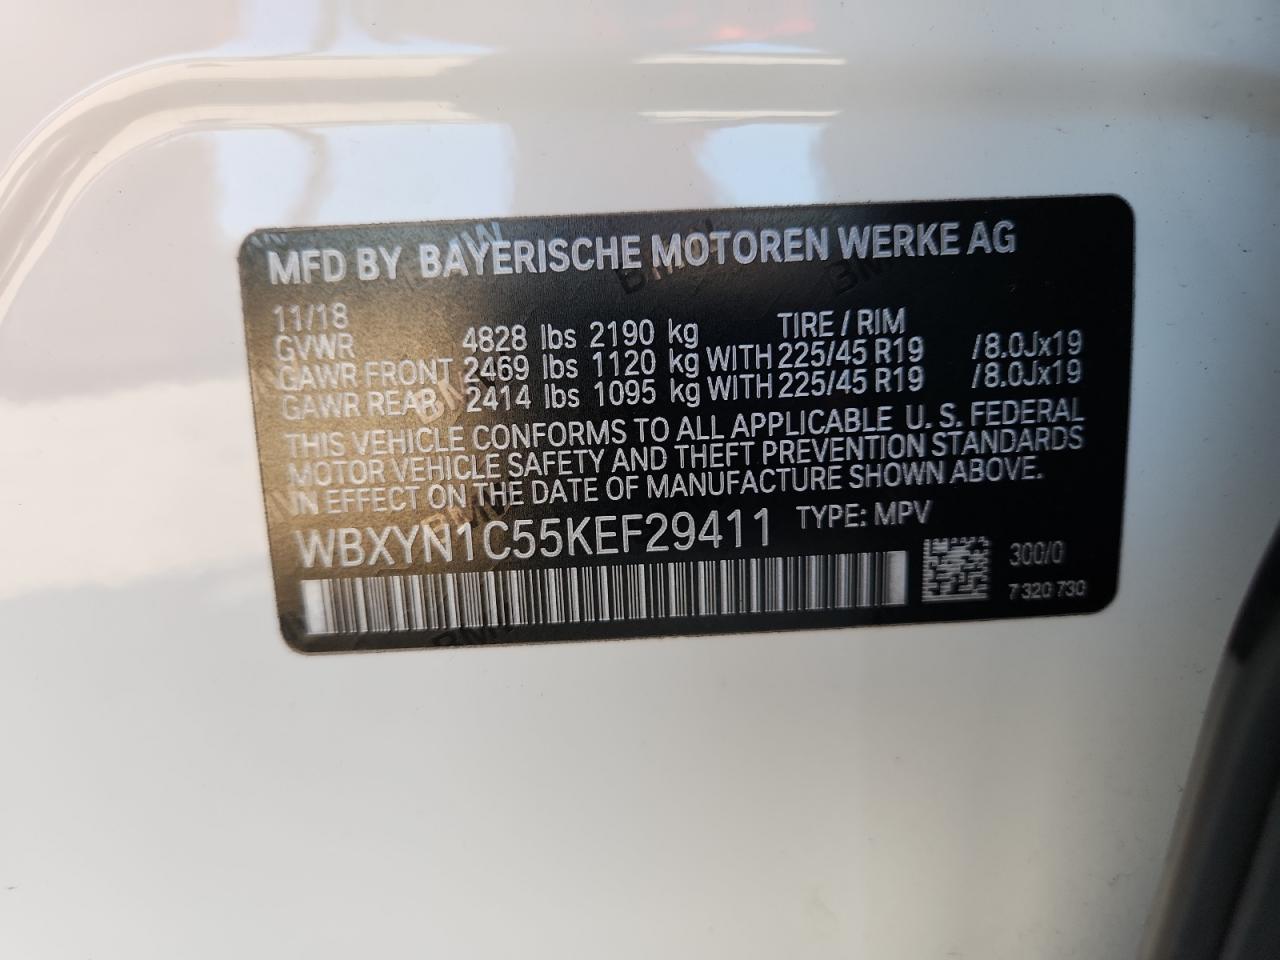 MFD BY BAYERISCHE MOTOREN WERKE AG
11/18
TIRE / RIM
GVWR 4828 lbs 2190 kg
GAWR FRONT 2469 lbs 1120 kg WITH 225/45 R19 /8.0Jx19
GAWR REAR 2414 lbs 1095 kg WITH 225/45 R19 /8.0Jx19
THIS VEHICLE CONFORMS TO ALL APPLICABLE U. S. FEDERAL
MOTOR VEHICLE SAFETY AND THEFT PREVENTION STANDARDS
IN EFFECT ON THE DATE OF MANUFACTURE SHOWN ABOVE.
WBXYN1C55KEF29411 TYPE: MPV
300/0
7 320 730